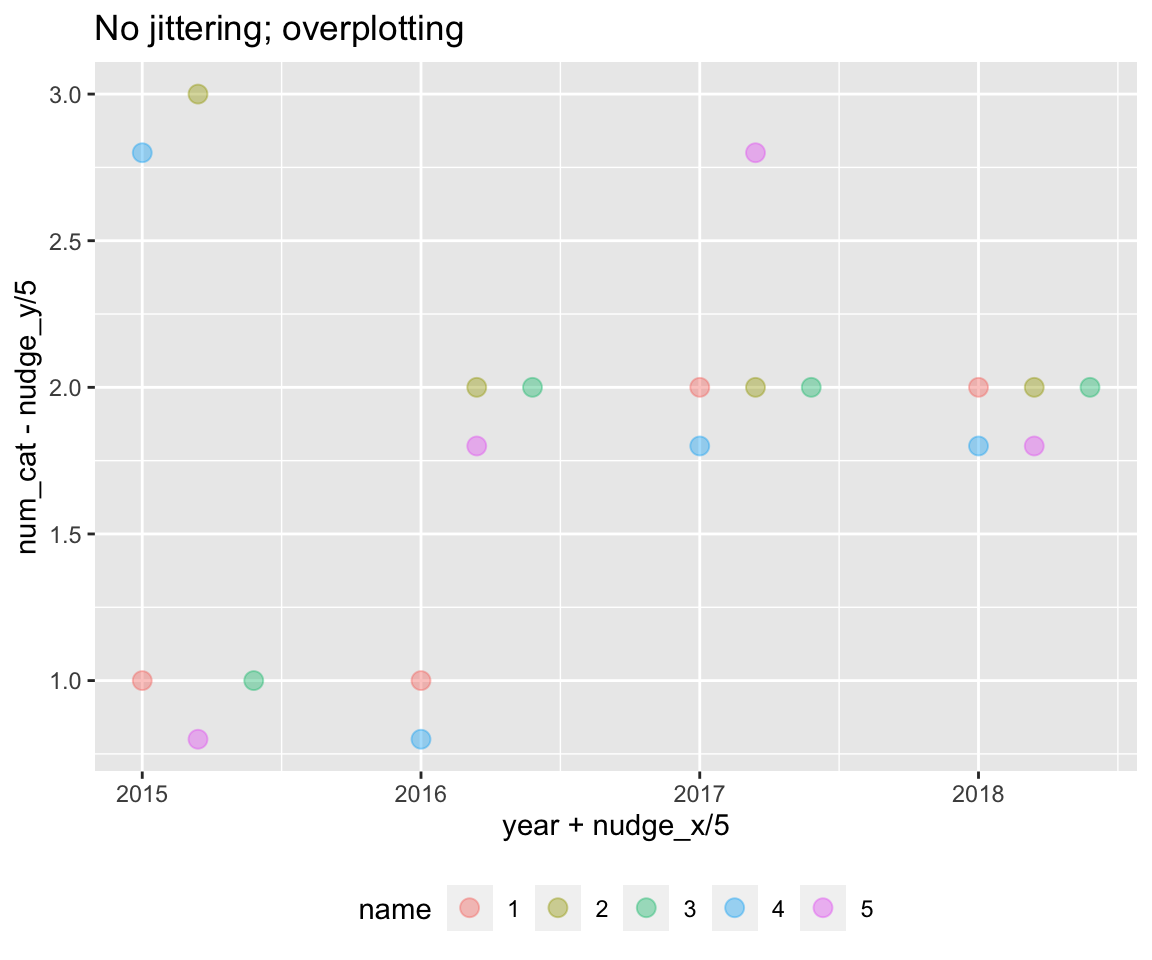 No jittering; overplotting
3.0
2.5
2.0
1.5
1.0
num_cat - nudge_y/5
2015 2016 2017 2018
year + nudge_x/5
name 1 2 3 4 5